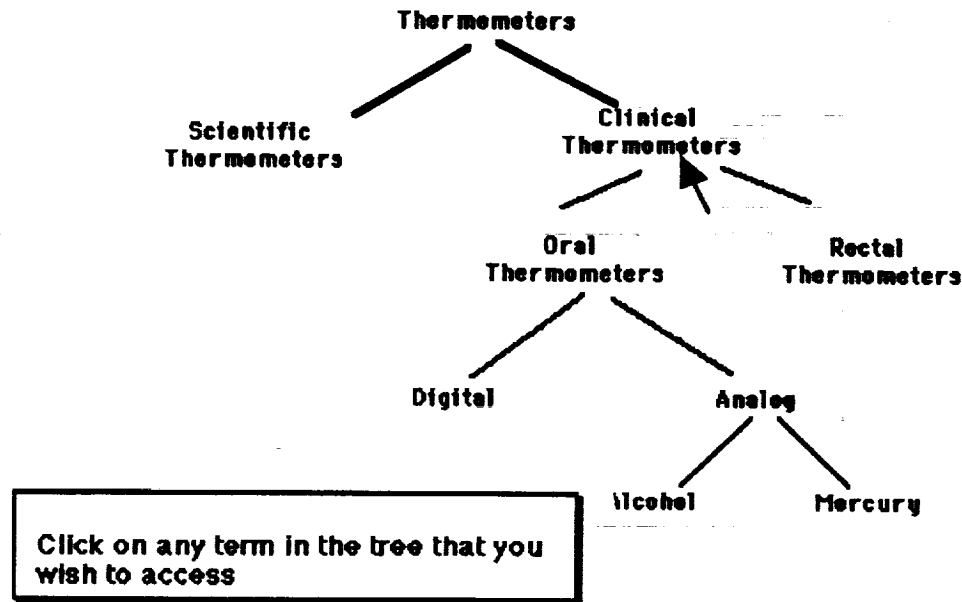 Thermometers
Scientific
Thermometers
Clinical
Thermometers
Oral
Thermometers
Rectal
Thermometers
Digital
Analog
Alcohol
Mercury
Click on any term in the tree that you
wish to access